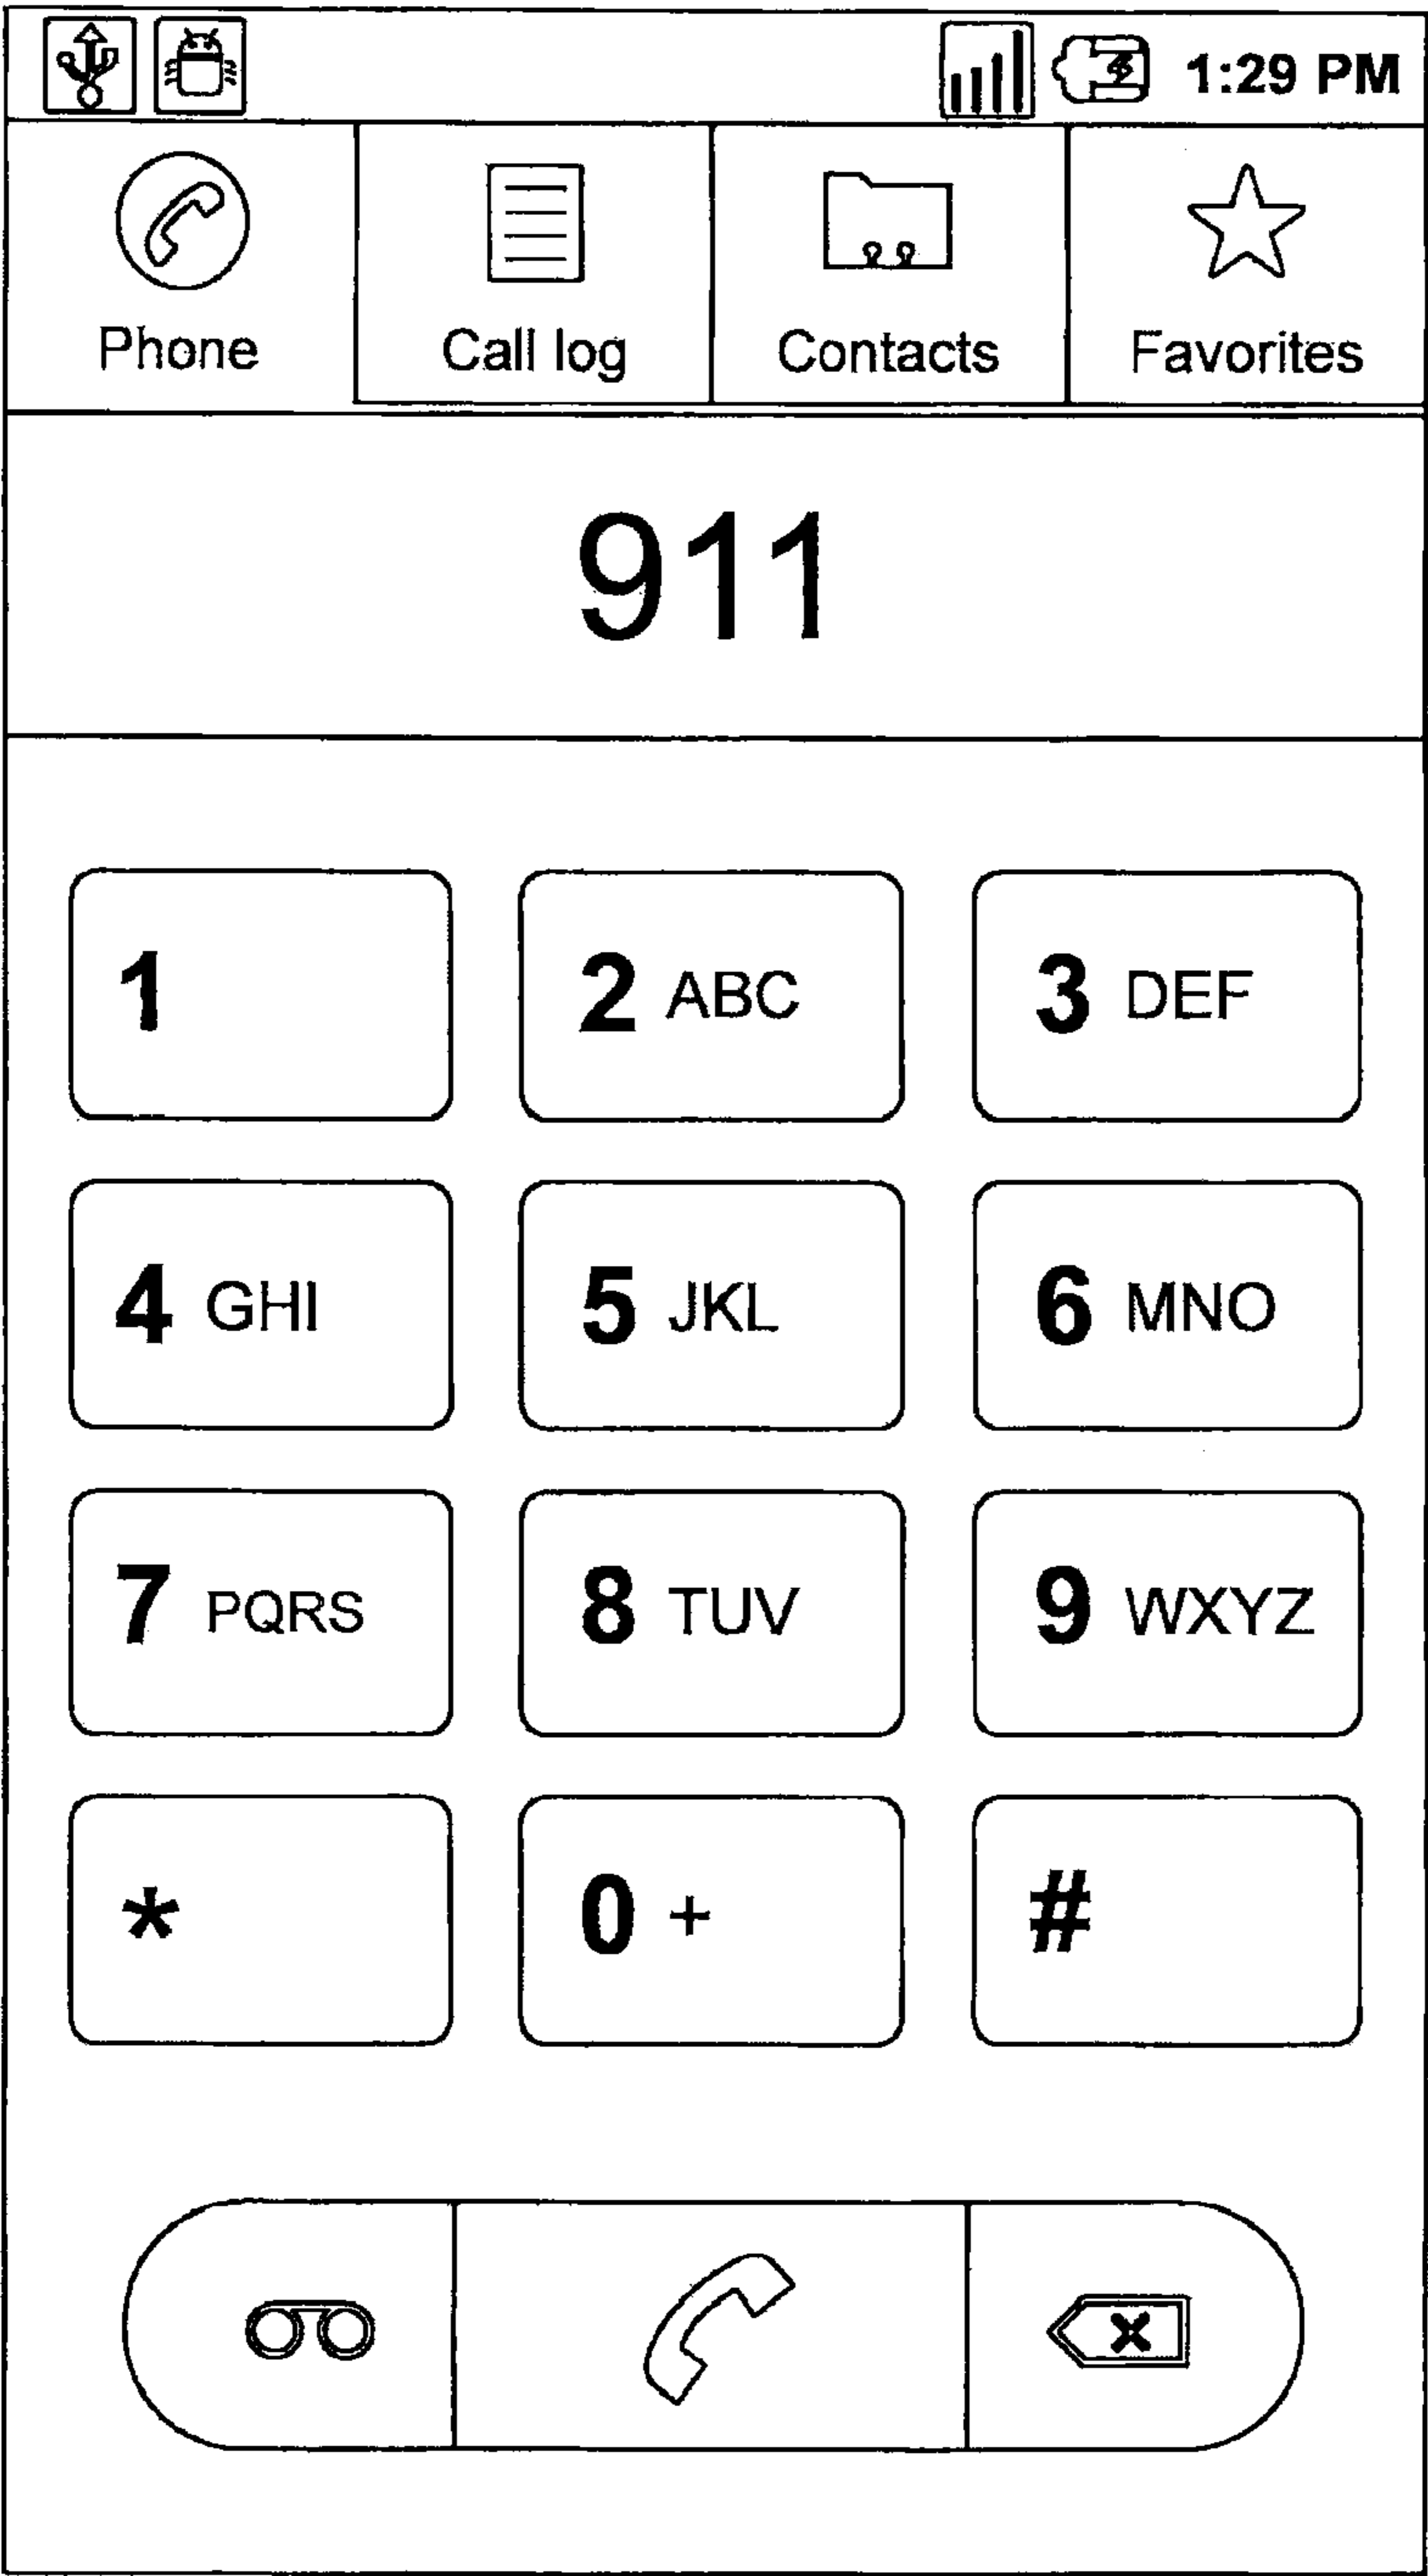 1:29 PM
Phone Call log Contacts Favorites
911
1 2 ABC 3 DEF
4 GHI 5 JKL 6 MNO
7 PQRS 8 TUV 9 WXYZ
* 0 + #